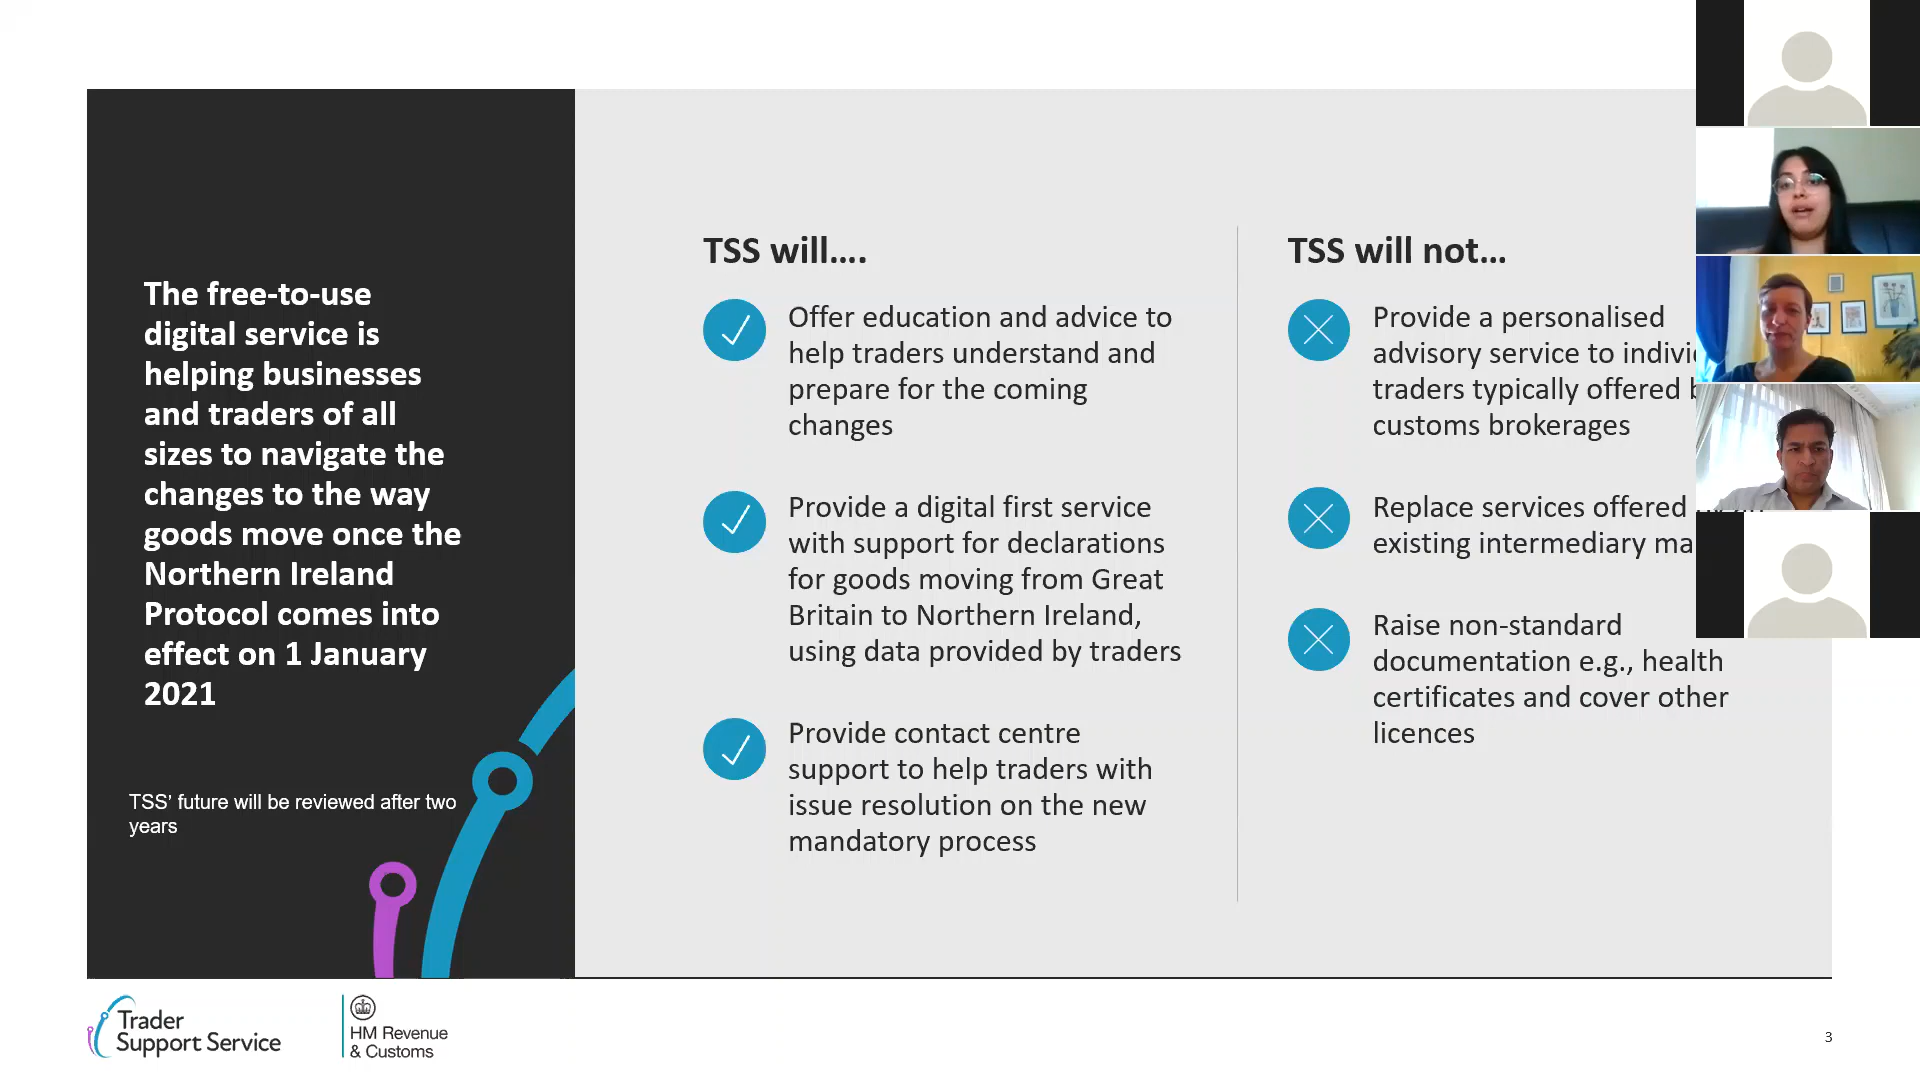 The free-to-use
digital service is
helping businesses
and traders of all
sizes to navigate the
changes to the way
goods move once the
Northern Ireland
Protocol comes into
effect on 1 January
2021
TSS’ future will be reviewed after two
years
TSS will....
Offer education and advice to
help traders understand and
prepare for the coming
changes
Provide a digital first service
with support for declarations
for goods moving from Great
Britain to Northern Ireland,
using data provided by traders
Provide contact centre
support to help traders with
issue resolution on the new
mandatory process
TSS will not...
Provide a personalised
advisory service to
traders typically offered
customs brokerages
Replace services offered
existing intermediary
Raise non-standard
documentation e.g., health
certificates and cover other
licences
Trader
Support Service
HM Revenue
& Customs
3